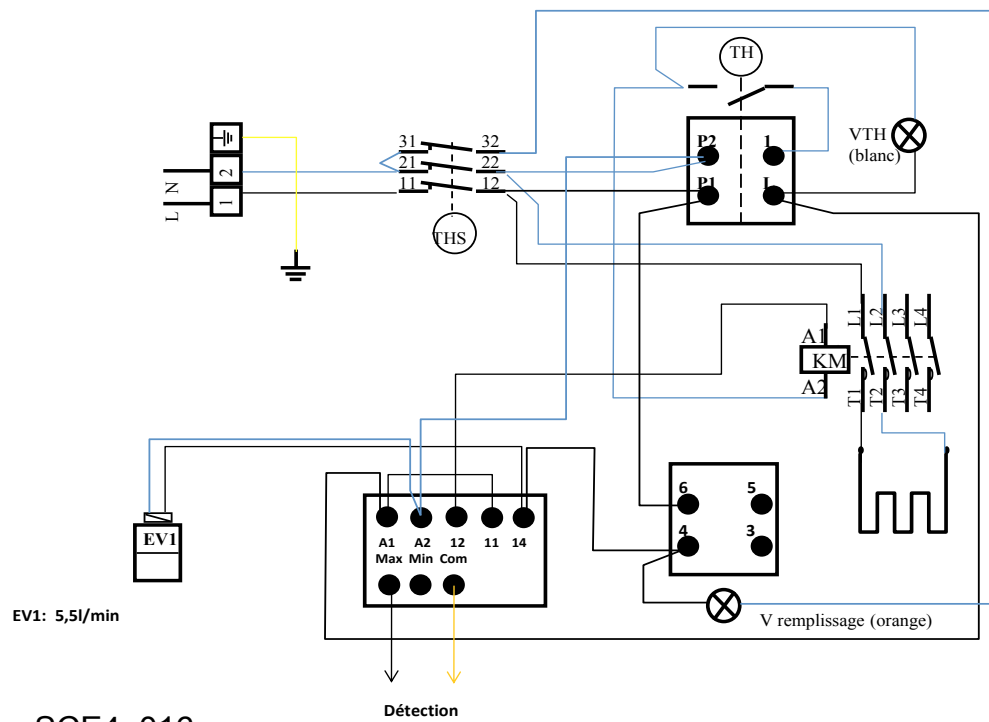 TH
P2
1
VTH
(blanc)
P1
L
31
32
21
22
11
12
THS
2
1
N
L
L1
L2
L3
L4
A1
KM
A2
T1
T2
T3
T4
6
5
4
3
EV1
EV1: 5,5l/min
A1
A2
12
11
14
Max
Min
Com
V remplissage (orange)
Détection